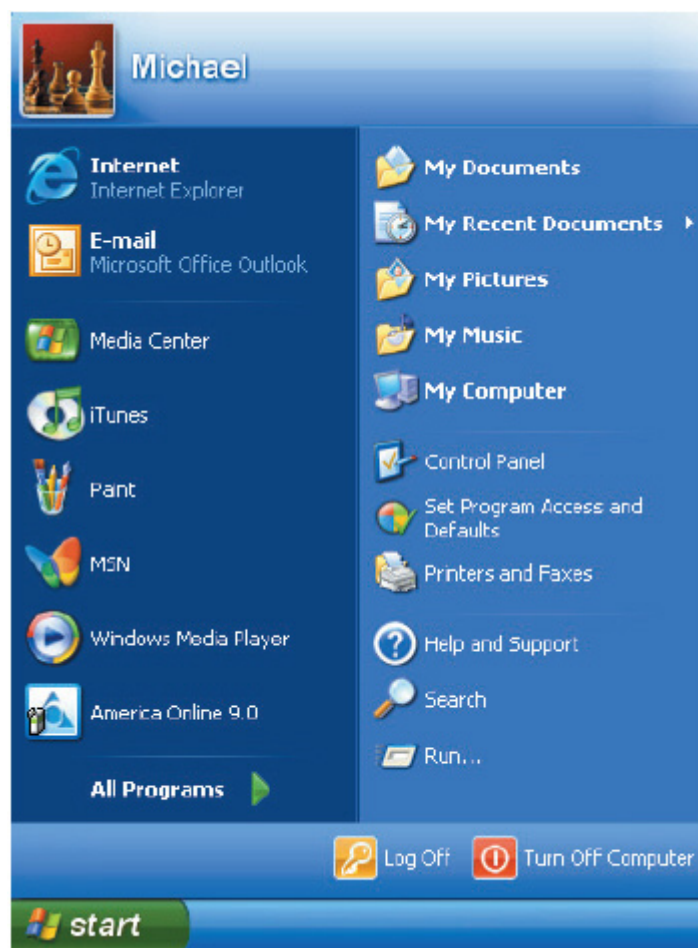 Michael
Internet
Internet Explorer
E-mail
Microsoft Office Outlook
Media Center
iTunes
Paint
MSN
Windows Media Player
America Online 9.0
All Programs
My Documents
My Recent Documents
My Pictures
My Music
My Computer
Control Panel
Set Program Access and
Defaults
Printers and Faxes
Help and Support
Search
Run...
Log Off
Turn Off Computer
start